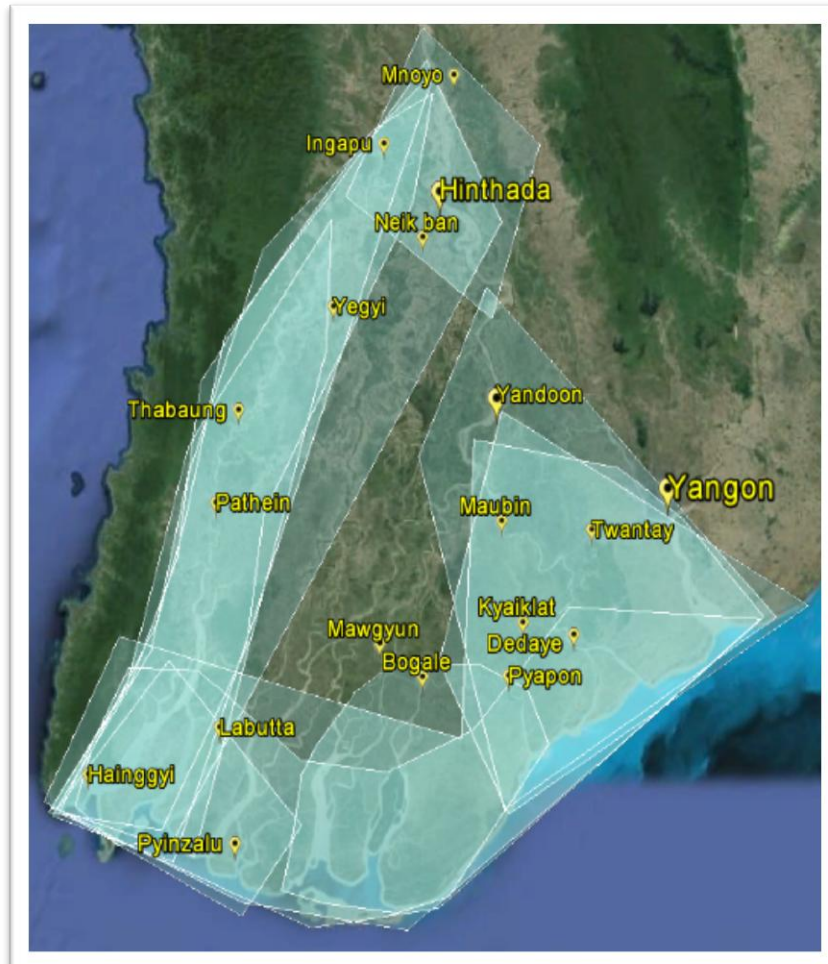 Mnoyo
Ingapu
Hinthada
Neik ban
Yegyi
Yandoon
Thabaung
Yangon
Pathein
Maubin
Twantay
Kyaiklat
Mawgyun
Dedaye
Bogale
Pyapon
Labutta
Hainggyi
Pyinzalu